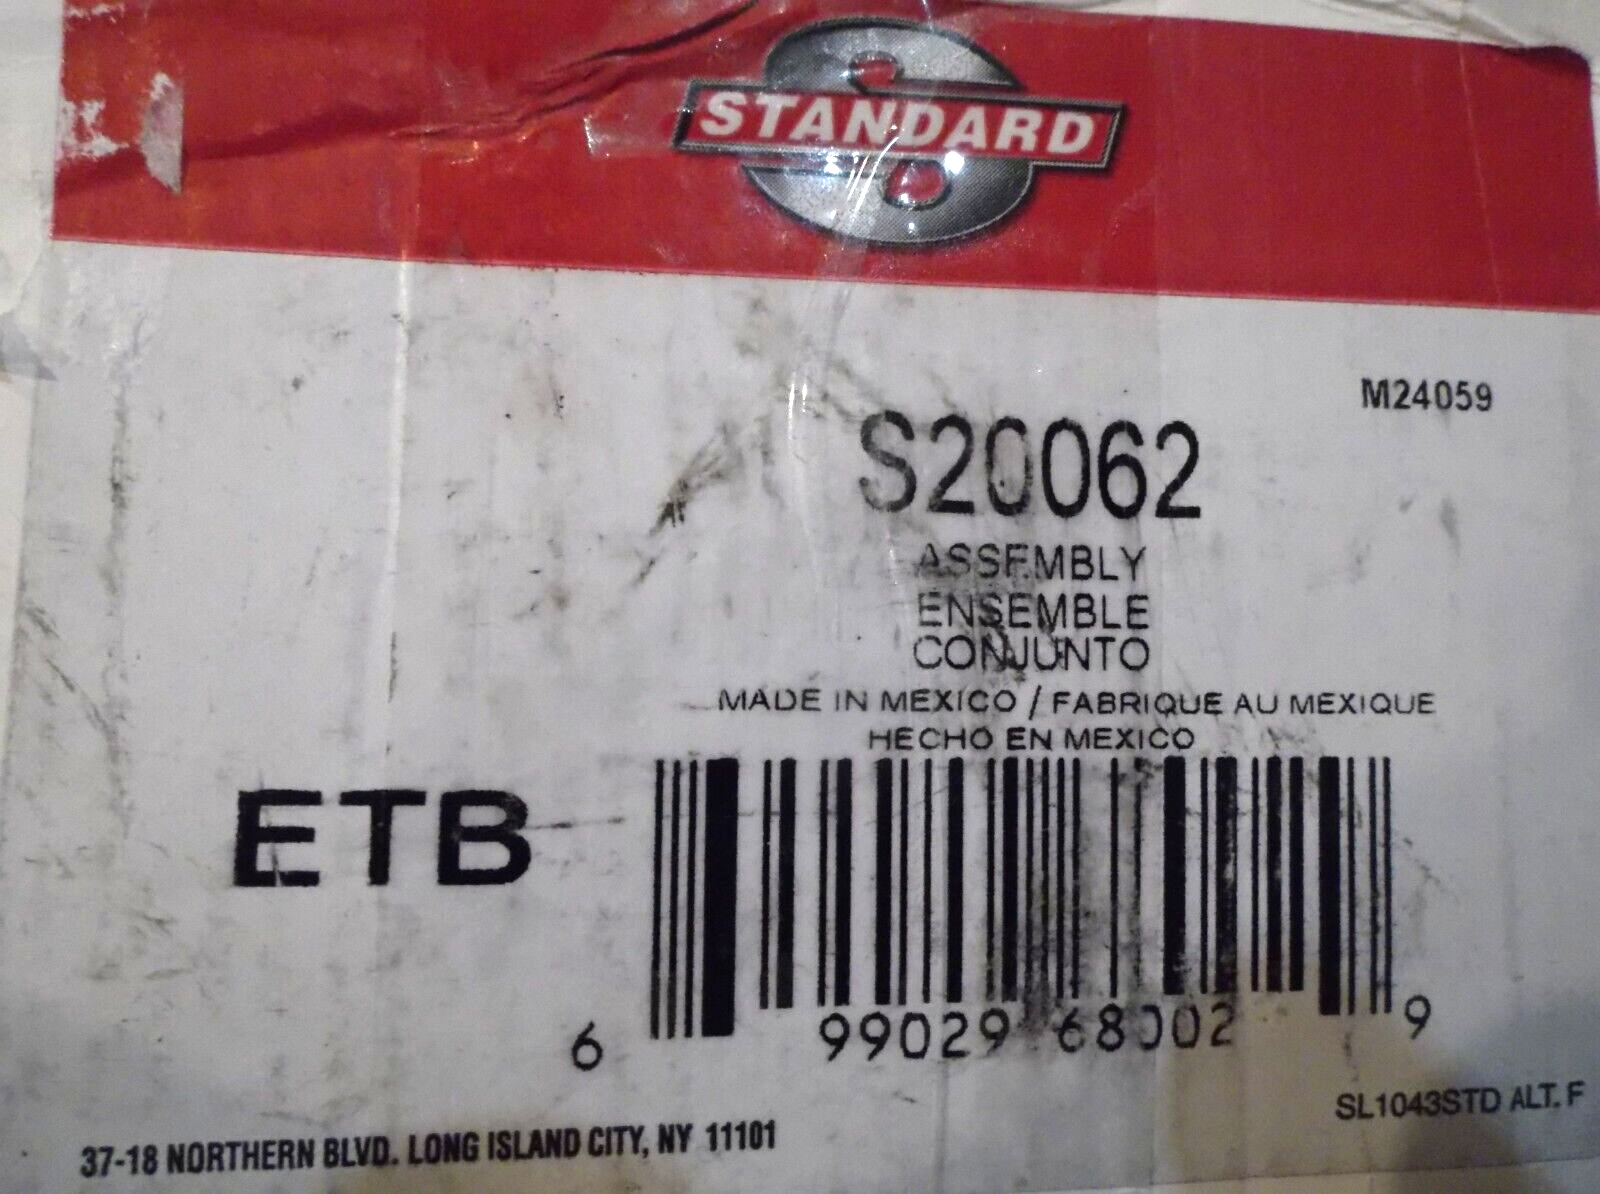 STANDARD
M24059
S20062
ASSEMBLY
ENSEMBLE
CONJUNTO
MADE IN MEXICO / FABRIQUE AU MEXIQUE
HECHO EN MEXICO
ETB
6 99029 68002 9
SL1043STD ALT. F
37-18 NORTHERN BLVD. LONG ISLAND CITY, NY 11101